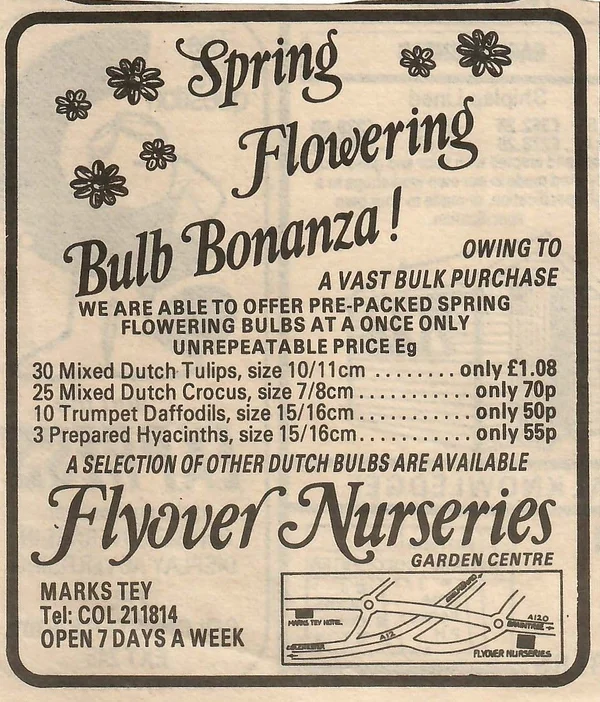 Spring
Flowering
Bulb Bonanza!
OWING TO
A VAST BULK PURCHASE
WE ARE ABLE TO OFFER PRE-PACKED SPRING
FLOWERING BULBS AT A ONCE ONLY
UNREPEATABLE PRICE Eg
30 Mixed Dutch Tulips, size 10/11cm ........ only £1.08
25 Mixed Dutch Crocus, size 7/8cm ........... only 70p
10 Trumpet Daffodils, size 15/16cm .......... only 50p
3 Prepared Hyacinths, size 15/16cm .......... only 55p
A SELECTION OF OTHER DUTCH BULBS ARE AVAILABLE
Flyover Nurseries
GARDEN CENTRE
MARKS TEY
Tel: COL 211814
OPEN 7 DAYS A WEEK
MARKS TEY HOTEL
A120
BRAINTREE
COLCHESTER
A12
FLYOVER NURSERIES